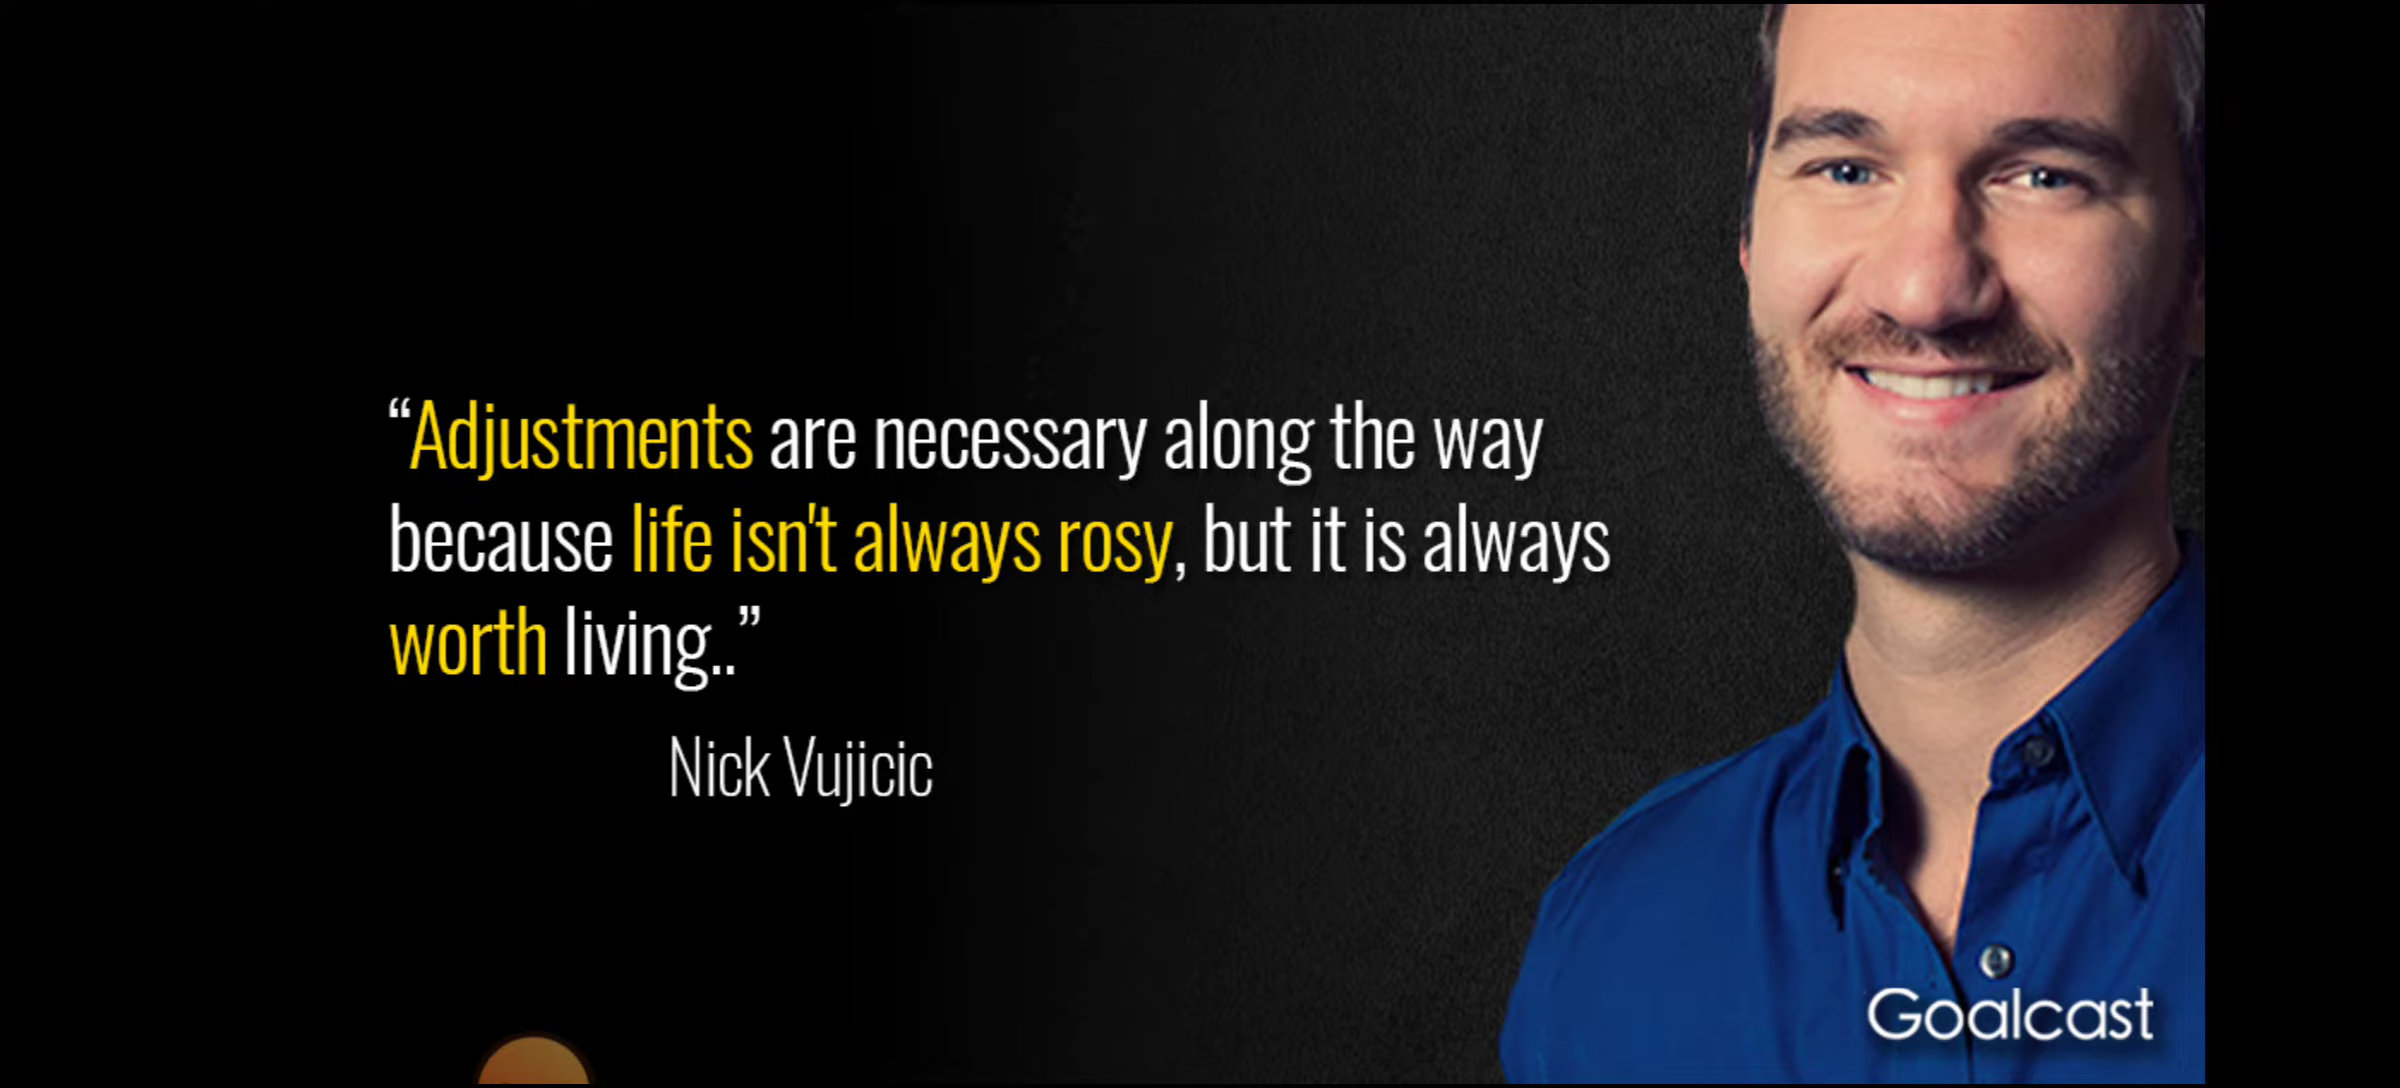 “Adjustments are necessary along the way
because life isn't always rosy, but it is always
worth living..”
Nick Vujicic
Goalcast